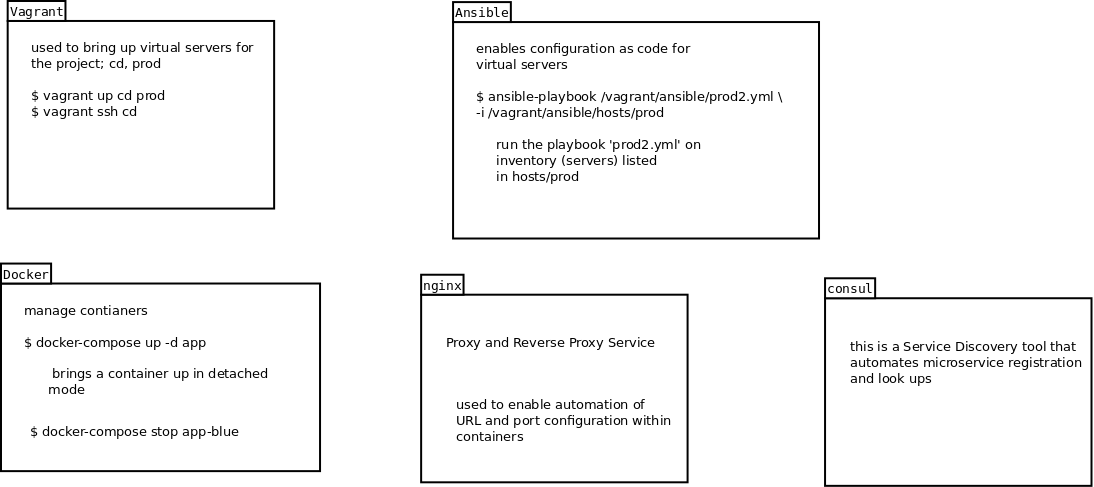 Vagrant
used to bring up virtual servers for
the project; cd, prod
$ vagrant up cd prod
$ vagrant ssh cd
Ansible
enables configuration as code for
virtual servers
$ ansible-playbook /vagrant/ansible/prod2.yml \
-i /vagrant/ansible/hosts/prod
run the playbook 'prod2.yml' on
inventory (servers) listed
in hosts/prod
Docker
manage contianers
$ docker-compose up -d app
brings a container up in detached
mode
$ docker-compose stop app-blue
nginx
Proxy and Reverse Proxy Service
used to enable automation of
URL and port configuration within
containers
consul
this is a Service Discovery tool that
automates microservice registration
and look ups